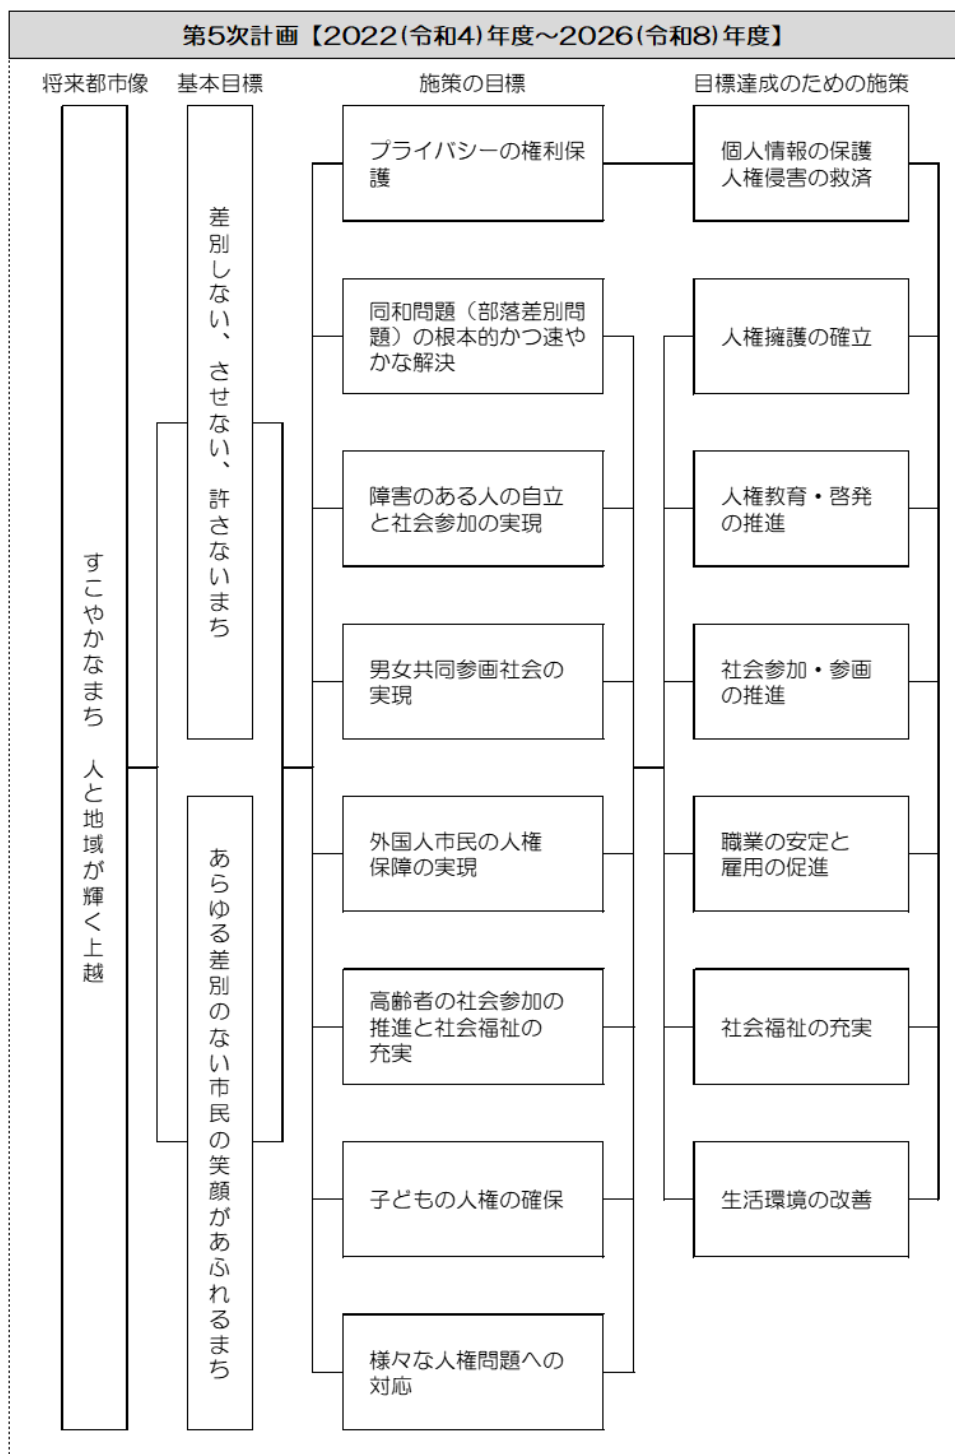 第5次計画【2022(令和4)年度～2026(令和8)年度】
将来都市像
基本目標
施策の目標
目標達成のための施策
すこやかなまち　人と地域が輝く上越
差別しない、させない、許さないまち
あらゆる差別のない市民の笑顔があふれるまち
プライバシーの権利保
護
同和問題（部落差別問
題）の根本的かつ速や
かな解決
障害のある人の自立
と社会参加の実現
男女共同参画社会の
実現
外国人市民の人権
保障の実現
高齢者の社会参加の
推進と社会福祉の
充実
子どもの人権の確保
様々な人権問題への
対応
個人情報の保護
人権侵害の救済
人権擁護の確立
人権教育・啓発
の推進
社会参加・参画
の推進
職業の安定と
雇用の促進
社会福祉の充実
生活環境の改善